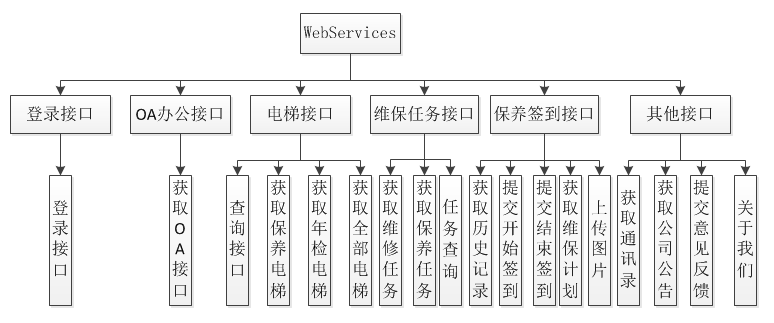 WebServices
登录接口
OA办公接口
电梯接口
维保任务接口
保养签到接口
其他接口
登录接口
获取OA接口
查询接口
获取保养电梯
获取年检电梯
获取全部电梯
获取维修任务
获取保养任务
任务查询
获取历史记录
提交开始签到
提交结束签到
获取维保计划
上传图片
获取通讯录
获取公司公告
提交意见反馈
关于我们